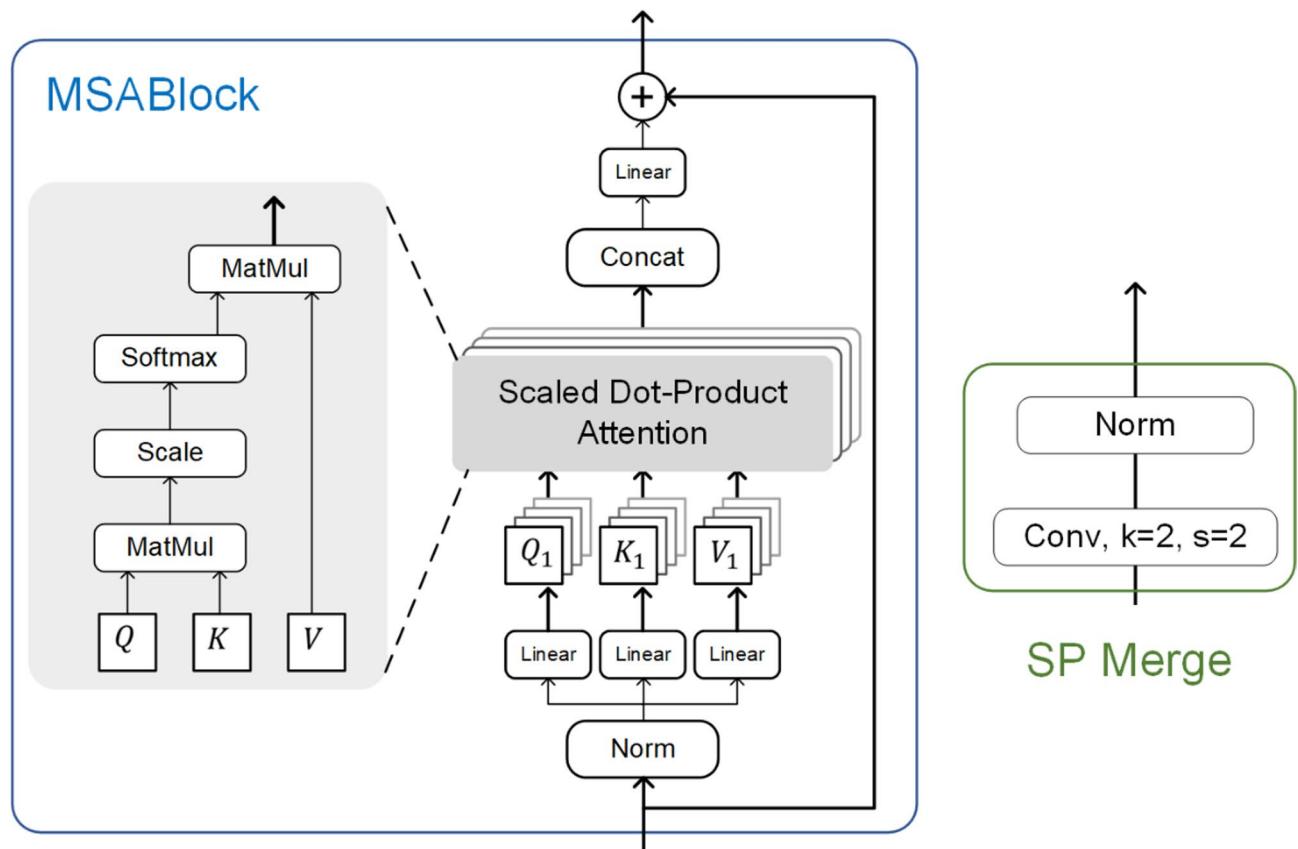 MSABlock
+
Linear
Concat
Scaled Dot-Product
Attention
Q1 K1 V1
Linear Linear Linear
Norm
MatMul
Softmax
Scale
MatMul
Q K V
Norm
Conv, k=2, s=2
SP Merge